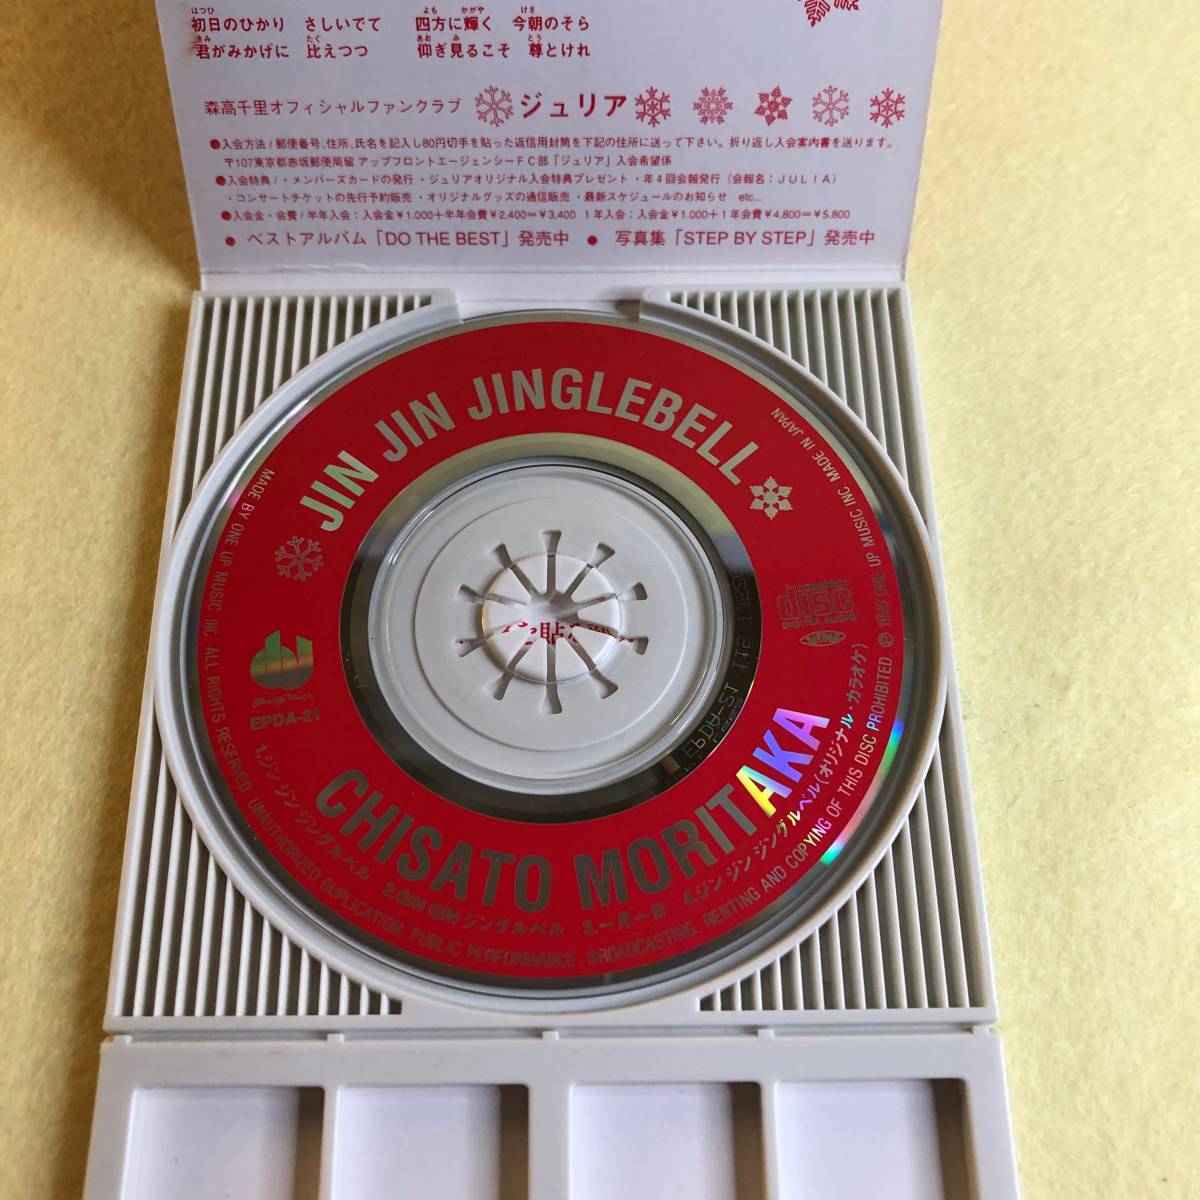 初日のひかり さしいでて 四方に輝く 今朝のそら
君がみかげに 比えつつ 仰ぎ見るこそ 尊とけれ
森高千里オフィシャルファンクラブ ジュリア
●入会方法/郵便番号、住所、氏名を記入し80円切手を貼った返信用封筒を下記の住所に送って下さい。折り返し入会案内書を送ります。
〒107東京都赤坂郵便局留 アップフロントエージェンシーFC部「ジュリア」入会希望係
●入会特典/・メンバーズカードの発行・ジュリアオリジナル入会特典プレゼント・年4回会報発行(会報名:JULIA)
・コンサートチケットの先行予約販売・オリジナルグッズの通信販売・最新スケジュールのお知らせ etc...
●入会金・会費/半年入会:入会金¥1,000+半年会費¥2,400=¥3,400 1年入会:入会金¥1,000+1年会費¥4,800=¥5,800
● ベストアルバム「DO THE BEST」発売中 ● 写真集「STEP BY STEP」発売中
JIN JIN JINGLEBELL
disc
DIGITAL AUDIO
EPDA-21
CHISATO MORITAKA
1.ジン ジン ジングルベル 2.GIN GIN ジングルベル 3.一月一日 4.ジン ジン ジングルベル(オリジナル・カラオケ)
MADE BY ONE UP MUSIC INC. ALL RIGHTS RESERVED. UNAUTHORIZED DUPLICATION. PUBLIC PERFORMANCE. BROADCASTING. RENTING AND COPYING OF THIS DISC PROHIBITED. ℗ 1995 ONE UP MUSIC INC. MADE IN JAPAN